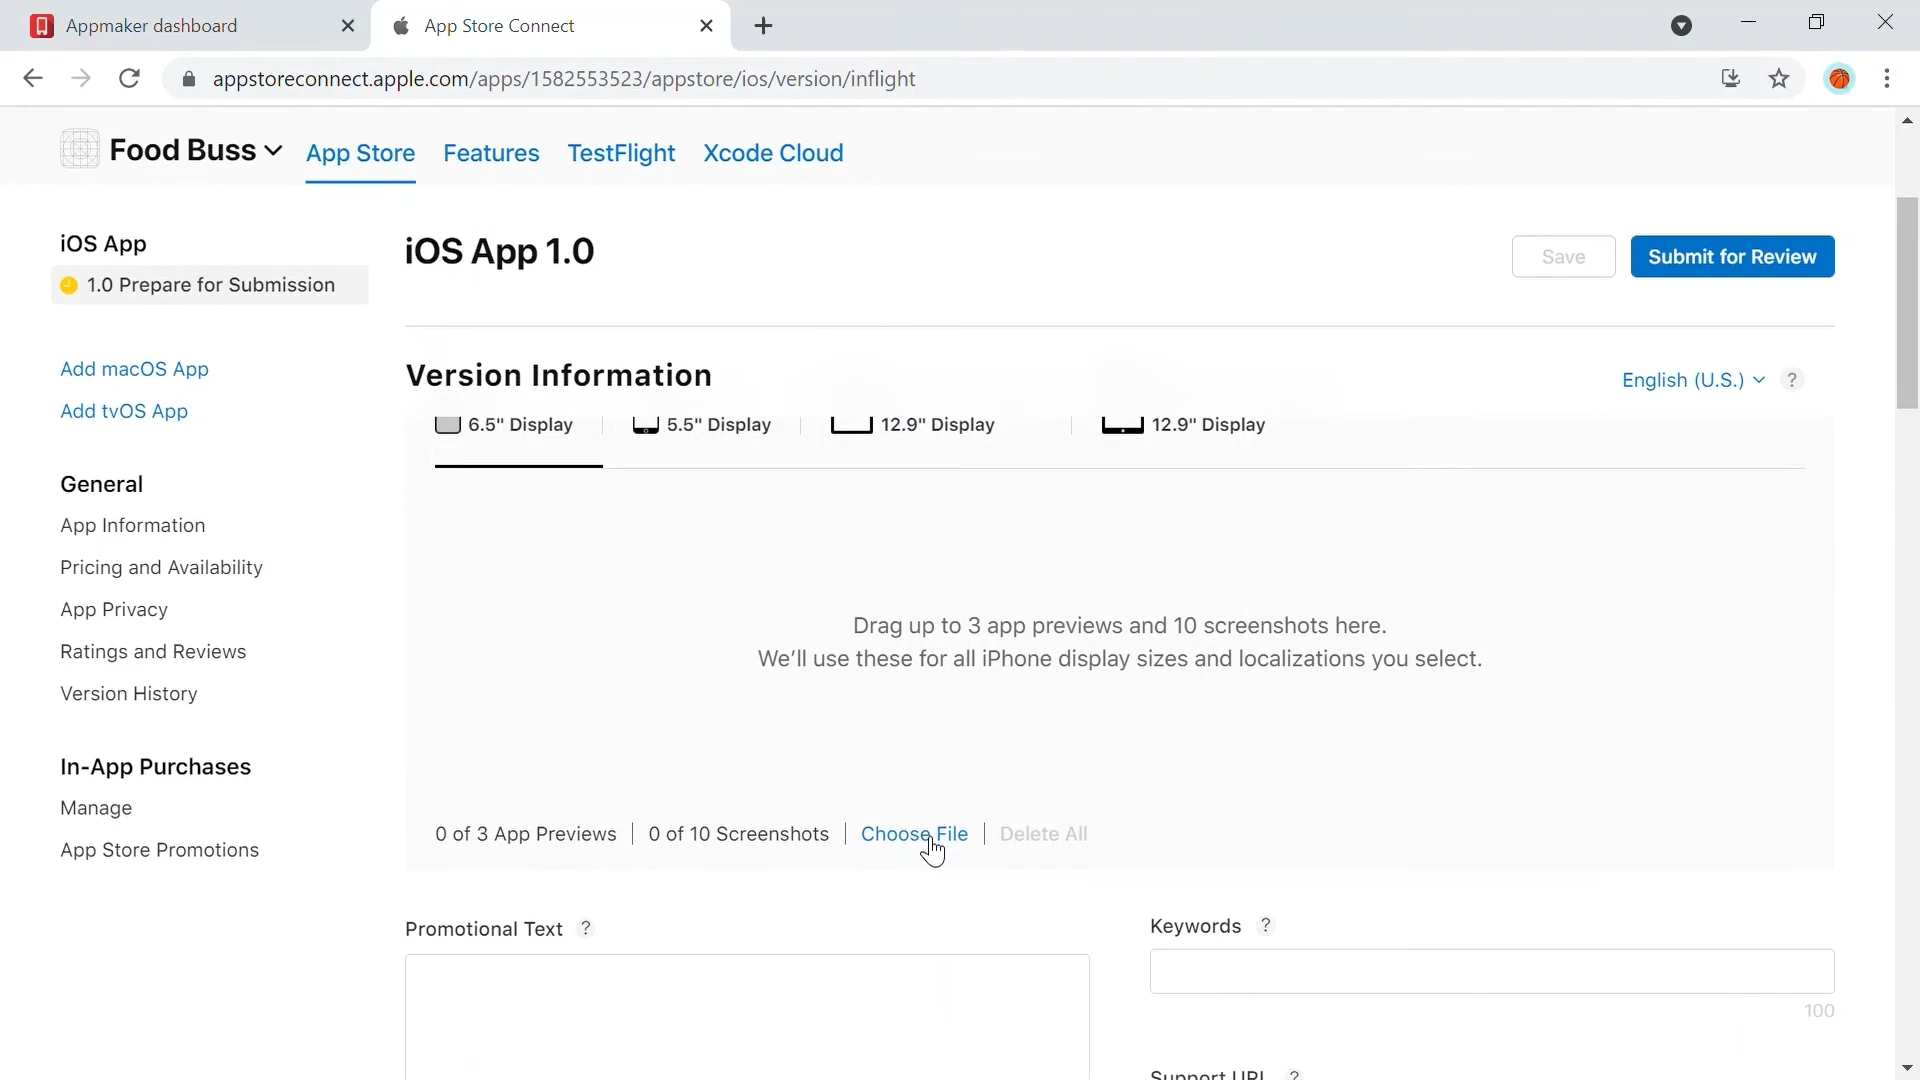 Appmaker dashboard
App Store Connect
appstoreconnect.apple.com/apps/1582553523/appstore/ios/version/inflight
Food Buss
App Store
Features
TestFlight
Xcode Cloud
iOS App
1.0 Prepare for Submission
Add macOS App
Add tvOS App
General
App Information
Pricing and Availability
App Privacy
Ratings and Reviews
Version History
In-App Purchases
Manage
App Store Promotions
iOS App 1.0
Save
Submit for Review
Version Information
English (U.S.)
?
6.5" Display
5.5" Display
12.9" Display
12.9" Display
Drag up to 3 app previews and 10 screenshots here.
We'll use these for all iPhone display sizes and localizations you select.
0 of 3 App Previews
0 of 10 Screenshots
Choose File
Delete All
Promotional Text ?
Keywords ?
100
Support URL ?